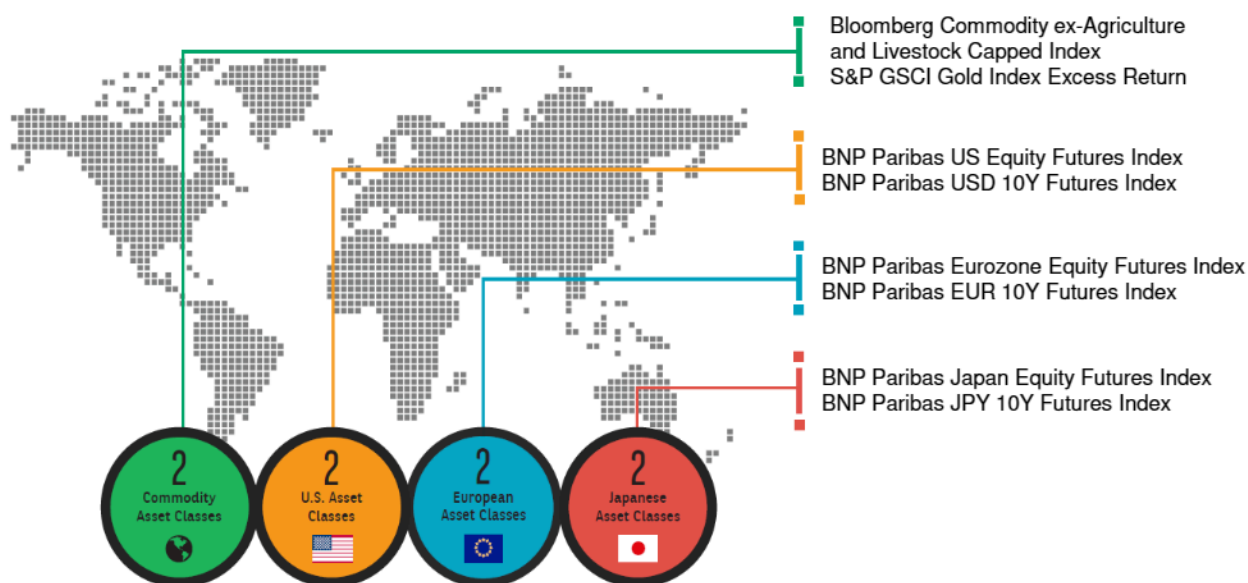 Bloomberg Commodity ex-Agriculture
and Livestock Capped Index
S&P GSCI Gold Index Excess Return
BNP Paribas US Equity Futures Index
BNP Paribas USD 10Y Futures Index
BNP Paribas Eurozone Equity Futures Index
BNP Paribas EUR 10Y Futures Index
BNP Paribas Japan Equity Futures Index
BNP Paribas JPY 10Y Futures Index
2
Commodity
Asset Classes
2
U.S. Asset
Classes
2
European
Asset Classes
2
Japanese
Asset Classes